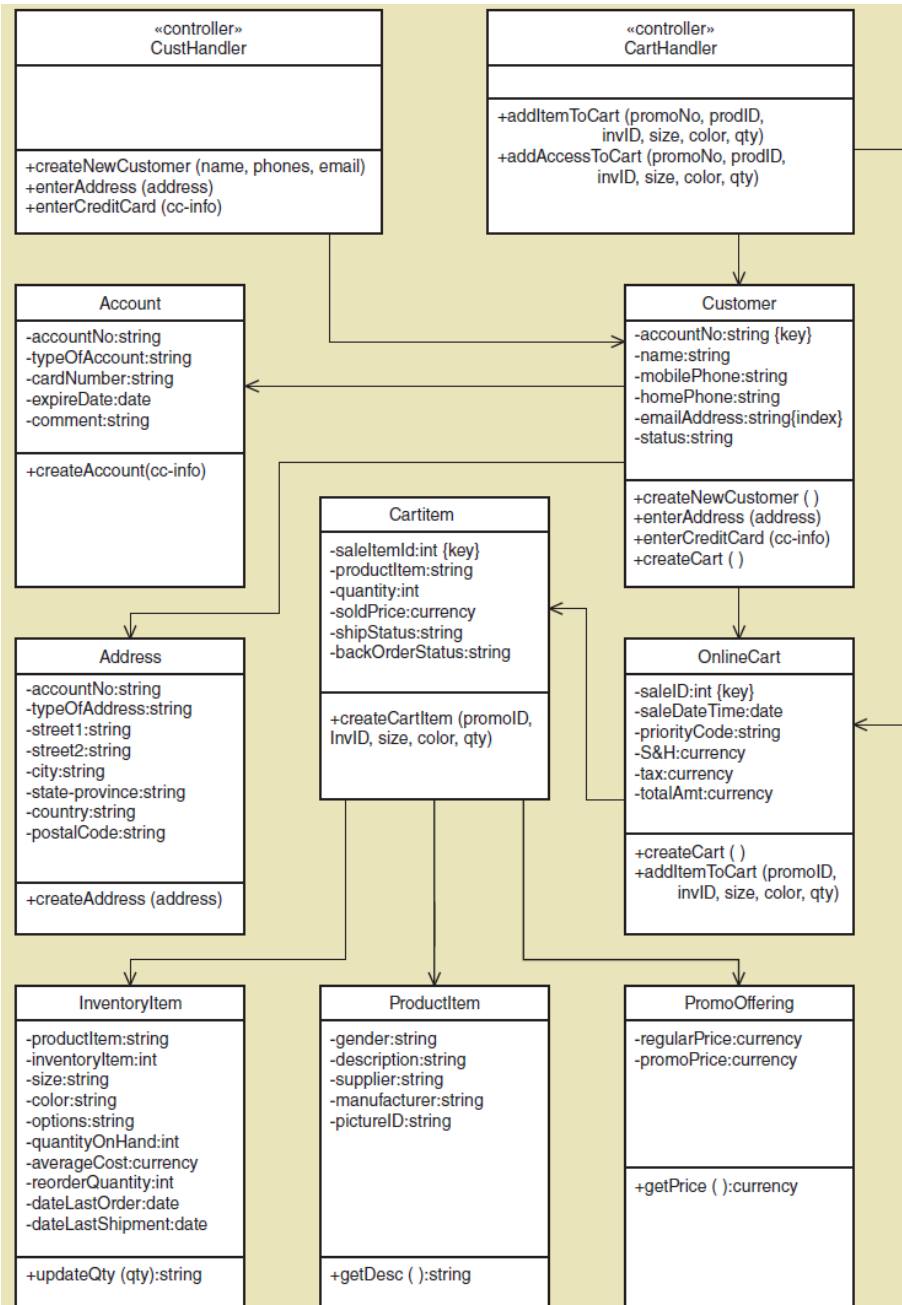 «controller»
CustHandler
+createNewCustomer (name, phones, email)
+enterAddress (address)
+enterCreditCard (cc-info)
«controller»
CartHandler
+addItemToCart (promoNo, prodID,
invID, size, color, qty)
+addAccessToCart (promoNo, prodID,
invID, size, color, qty)
Account
-accountNo:string
-typeOfAccount:string
-cardNumber:string
-expireDate:date
-comment:string
+createAccount(cc-info)
Customer
-accountNo:string {key}
-name:string
-mobilePhone:string
-homePhone:string
-emailAddress:string{index}
-status:string
+createNewCustomer ( )
+enterAddress (address)
+enterCreditCard (cc-info)
+createCart ( )
Cartitem
-saleItemId:int {key}
-productItem:string
-quantity:int
-soldPrice:currency
-shipStatus:string
-backOrderStatus:string
+createCartItem (promoID,
InvID, size, color, qty)
Address
-accountNo:string
-typeOfAddress:string
-street1:string
-street2:string
-city:string
-state-province:string
-country:string
-postalCode:string
+createAddress (address)
OnlineCart
-saleID:int {key}
-saleDateTime:date
-priorityCode:string
-S&H:currency
-tax:currency
-totalAmt:currency
+createCart ( )
+addItemToCart (promoID,
invID, size, color, qty)
InventoryItem
-productItem:string
-inventoryItem:int
-size:string
-color:string
-options:string
-quantityOnHand:int
-averageCost:currency
-reorderQuantity:int
-dateLastOrder:date
-dateLastShipment:date
+updateQty (qty):string
ProductItem
-gender:string
-description:string
-supplier:string
-manufacturer:string
-pictureID:string
+getDesc ( ):string
PromoOffering
-regularPrice:currency
-promoPrice:currency
+getPrice ( ):currency